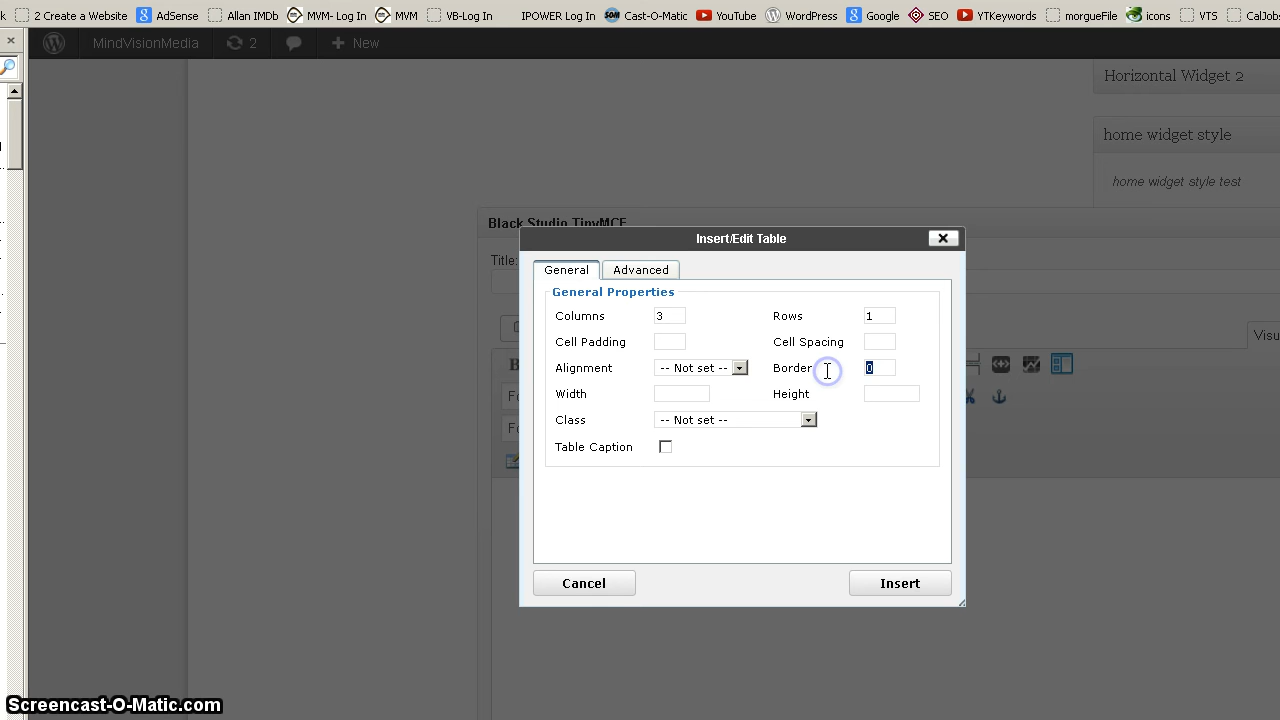 2 Create a Website AdSense Allan IMDb MVM- Log In MVM VB-Log In IPOWER Log In Cast-O-Matic YouTube WordPress Google SEO YTKeywords morgueFile icons VTS CalJob
MindVisionMedia 2 New
Horizontal Widget 2
home widget style
home widget style test
Black Studio TinyMCE
Insert/Edit Table
Title:
General Advanced
General Properties
Columns 3 Rows 1
Visu
Cell Padding Cell Spacing
Alignment -- Not set -- Border 0
Width Height
Class -- Not set --
Table Caption
Cancel Insert
Screencast-O-Matic.com